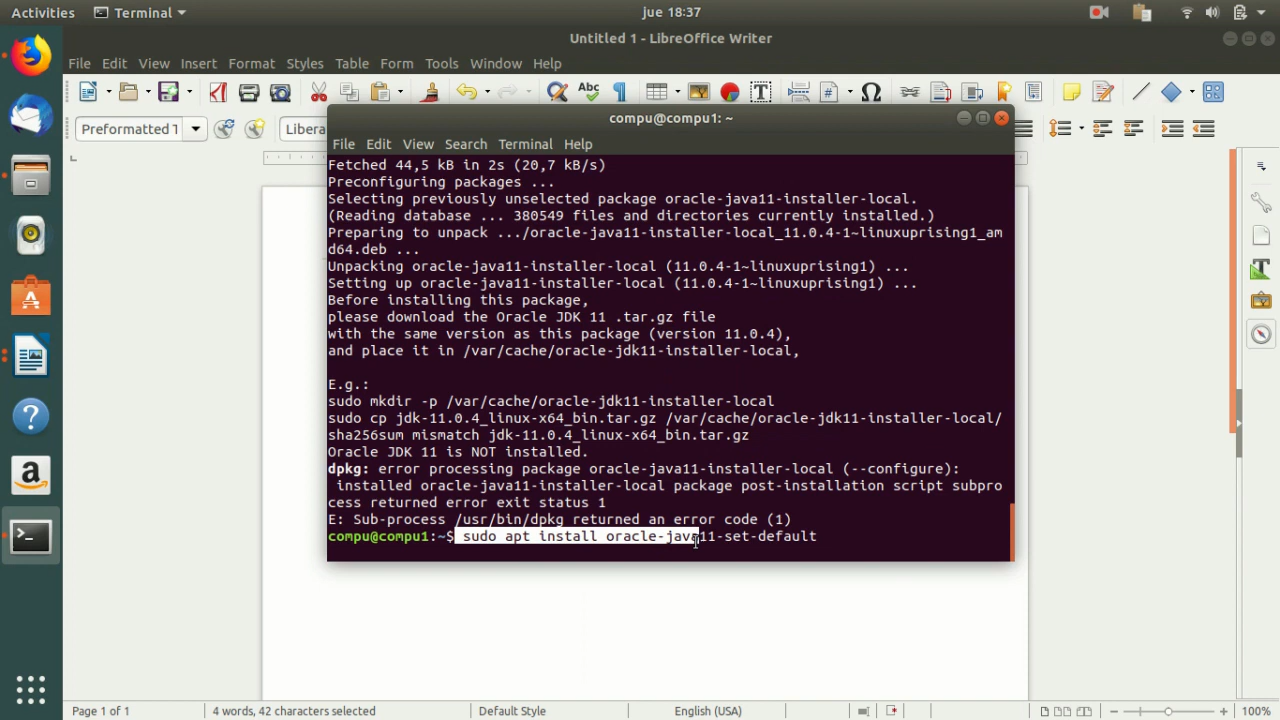 Activities
Terminal
jue 18:37
Untitled 1 - LibreOffice Writer
File Edit View Insert Format Styles Table Form Tools Window Help
Abc
Preformatted T
Libera
compu@compu1: ~
File Edit View Search Terminal Help
Fetched 44,5 kB in 2s (20,7 kB/s)
Preconfiguring packages ...
Selecting previously unselected package oracle-java11-installer-local.
(Reading database ... 380549 files and directories currently installed.)
Preparing to unpack .../oracle-java11-installer-local_11.0.4-1~linuxuprising1_am
d64.deb ...
Unpacking oracle-java11-installer-local (11.0.4-1~linuxuprising1) ...
Setting up oracle-java11-installer-local (11.0.4-1~linuxuprising1) ...
Before installing this package,
please download the Oracle JDK 11 .tar.gz file
with the same version as this package (version 11.0.4),
and place it in /var/cache/oracle-jdk11-installer-local,
E.g.:
sudo mkdir -p /var/cache/oracle-jdk11-installer-local
sudo cp jdk-11.0.4_linux-x64_bin.tar.gz /var/cache/oracle-jdk11-installer-local/
sha256sum mismatch jdk-11.0.4_linux-x64_bin.tar.gz
Oracle JDK 11 is NOT installed.
dpkg: error processing package oracle-java11-installer-local (--configure):
installed oracle-java11-installer-local package post-installation script subpro
cess returned error exit status 1
E: Sub-process /usr/bin/dpkg returned an error code (1)
compu@compu1:~$ sudo apt install oracle-java11-set-default
Page 1 of 1
4 words, 42 characters selected
Default Style
English (USA)
100%